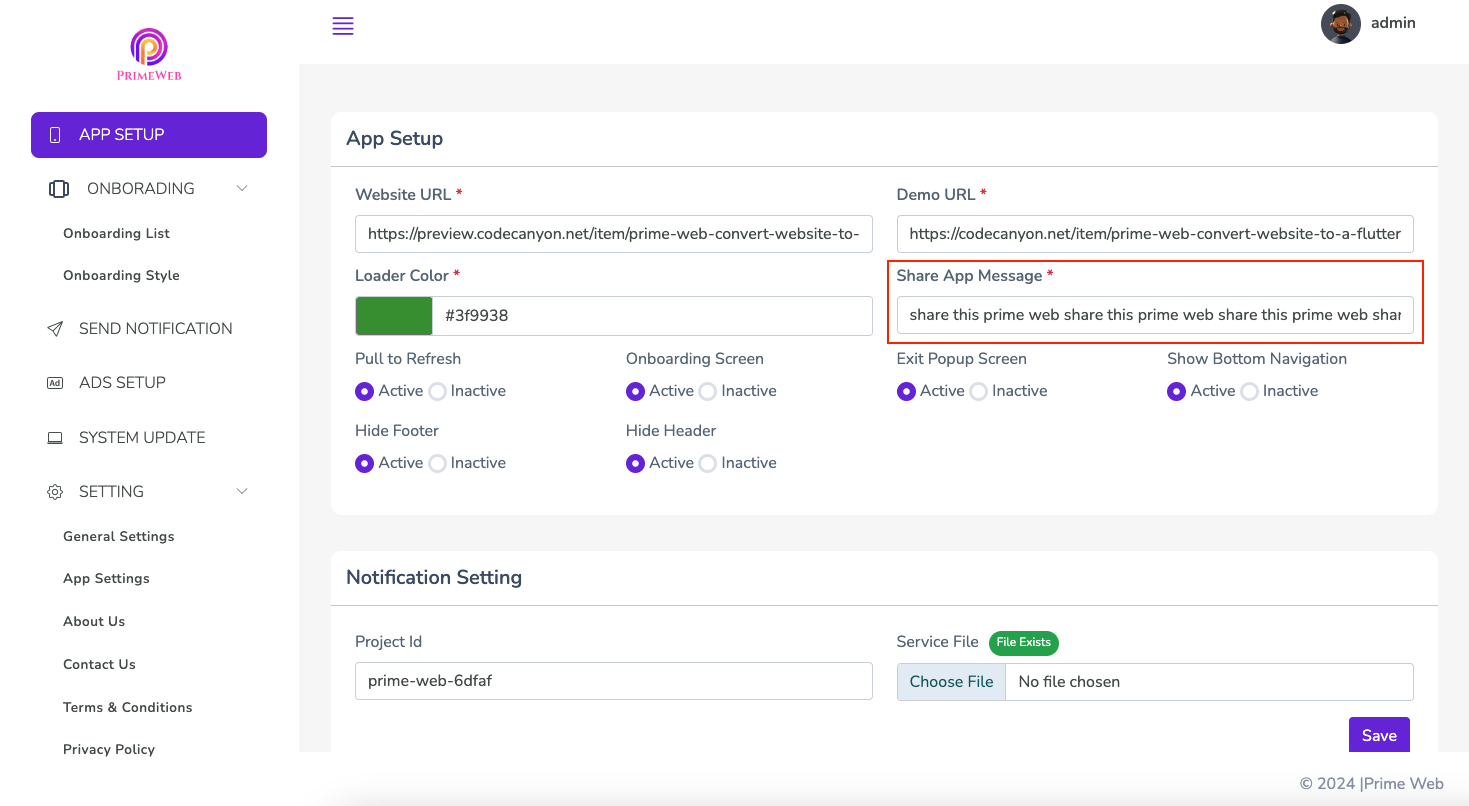 admin
PRIMEWEB
APP SETUP
ONBORADING
Onboarding List
Onboarding Style
SEND NOTIFICATION
Ad ADS SETUP
SYSTEM UPDATE
SETTING
General Settings
App Settings
About Us
Contact Us
Terms & Conditions
Privacy Policy
App Setup
Website URL * Demo URL *
https://preview.codecanyon.net/item/prime-web-convert-website-to- https://codecanyon.net/item/prime-web-convert-website-to-a-flutter
Loader Color * Share App Message *
#3f9938 share this prime web share this prime web share this prime web shar
Pull to Refresh Onboarding Screen Exit Popup Screen Show Bottom Navigation
Active Inactive Active Inactive Active Inactive Active Inactive
Hide Footer Hide Header
Active Inactive Active Inactive
Notification Setting
Project Id Service File File Exists
prime-web-6dfaf Choose File No file chosen
Save
© 2024 |Prime Web